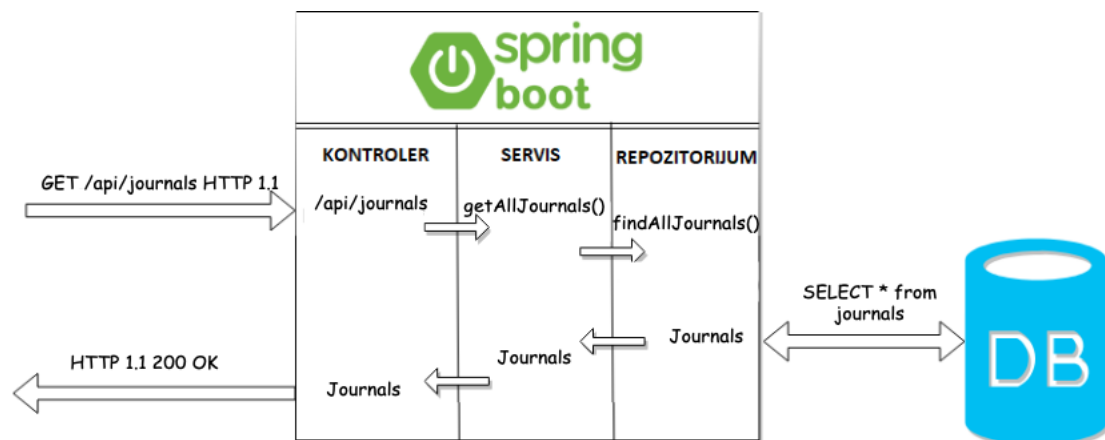 spring
boot
KONTROLER
SERVIS
REPOZITORIJUM
GET /api/journals HTTP 1.1
/api/journals
getAllJournals()
findAllJournals()
SELECT * from
journals
Journals
Journals
Journals
HTTP 1.1 200 OK
DB